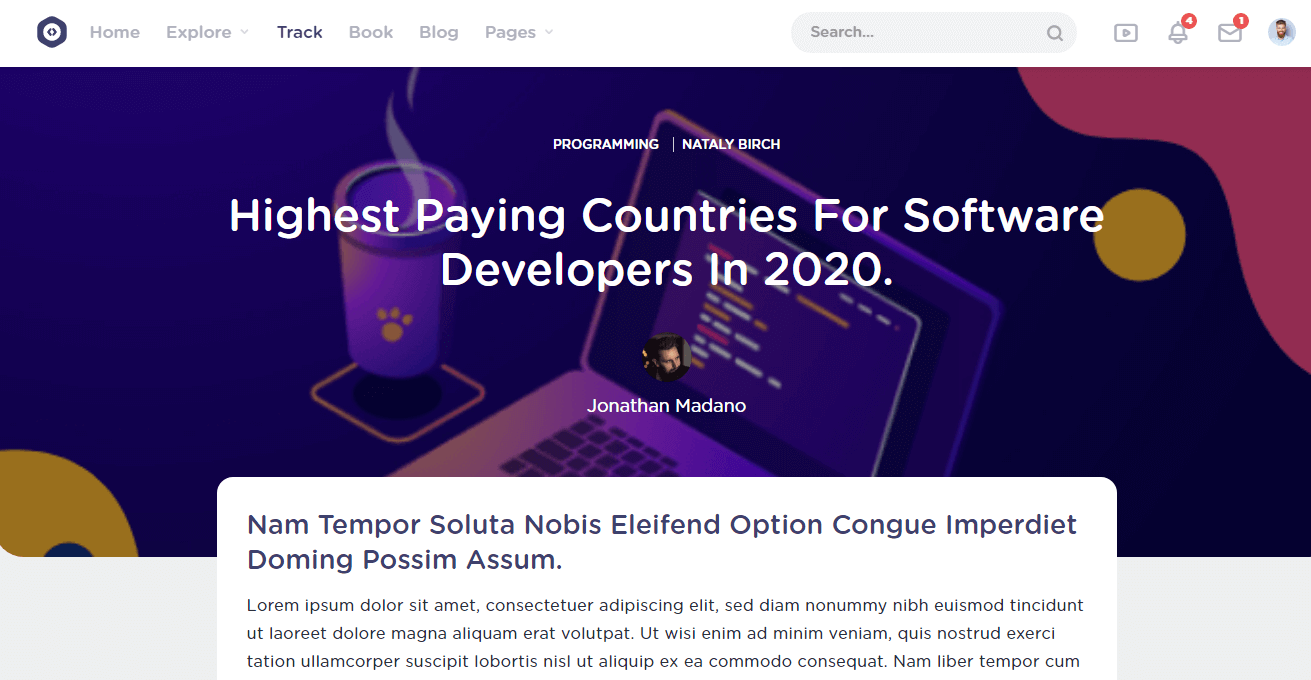 Home Explore Track Book Blog Pages Search... 4 1
PROGRAMMING | NATALY BIRCH
Highest Paying Countries For Software
Developers In 2020.
Jonathan Madano
Nam Tempor Soluta Nobis Eleifend Option Congue Imperdiet
Doming Possim Assum.
Lorem ipsum dolor sit amet, consectetuer adipiscing elit, sed diam nonummy nibh euismod tincidunt
ut laoreet dolore magna aliquam erat volutpat. Ut wisi enim ad minim veniam, quis nostrud exerci
tation ullamcorper suscipit lobortis nisl ut aliquip ex ea commodo consequat. Nam liber tempor cum